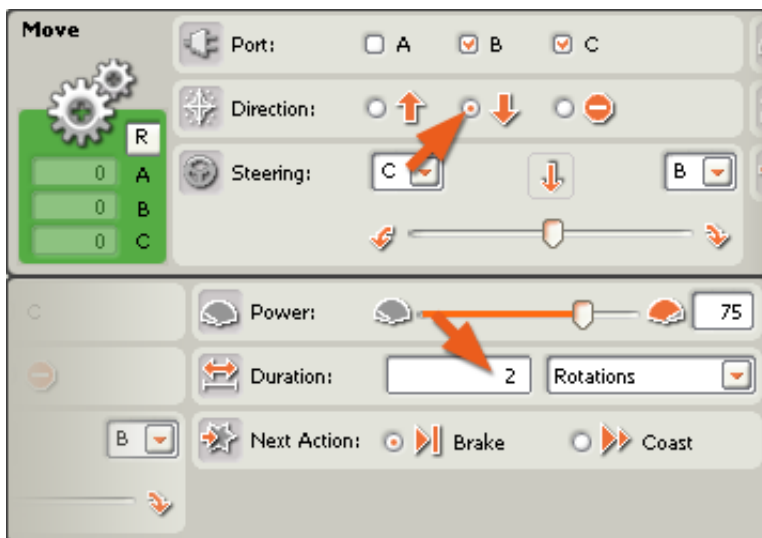 Move
Port: A B C
R
Direction:
0 A
Steering: C B
0 B
0 C
C
Power: 75
Duration: 2 Rotations
B
Next Action: Brake Coast